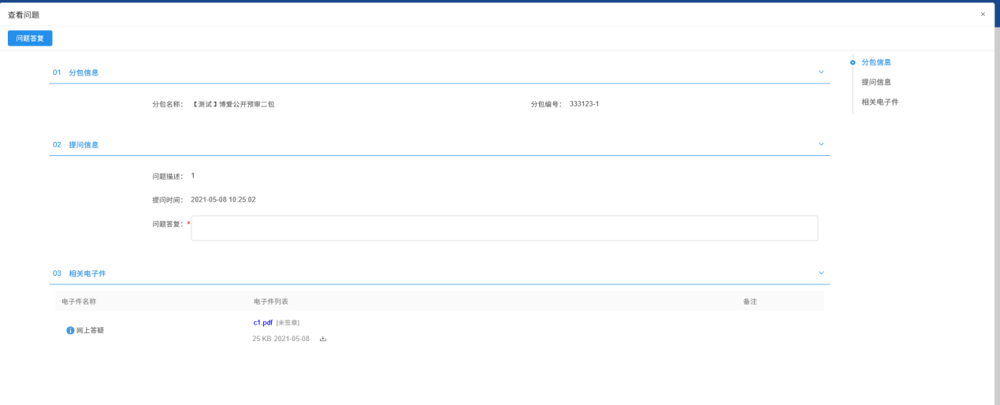 查看问题 ×
问题答复
01 分包信息
分包名称： 【测试】博爱公开预审二包 分包编号： 333123-1
02 提问信息
问题描述： 1
提问时间： 2021-05-08 10:25:02
问题答复： *
03 相关电子件
电子件名称 电子件列表 备注
网上答疑
c1.pdf [未签章]
25 KB 2021-05-08
分包信息
提问信息
相关电子件